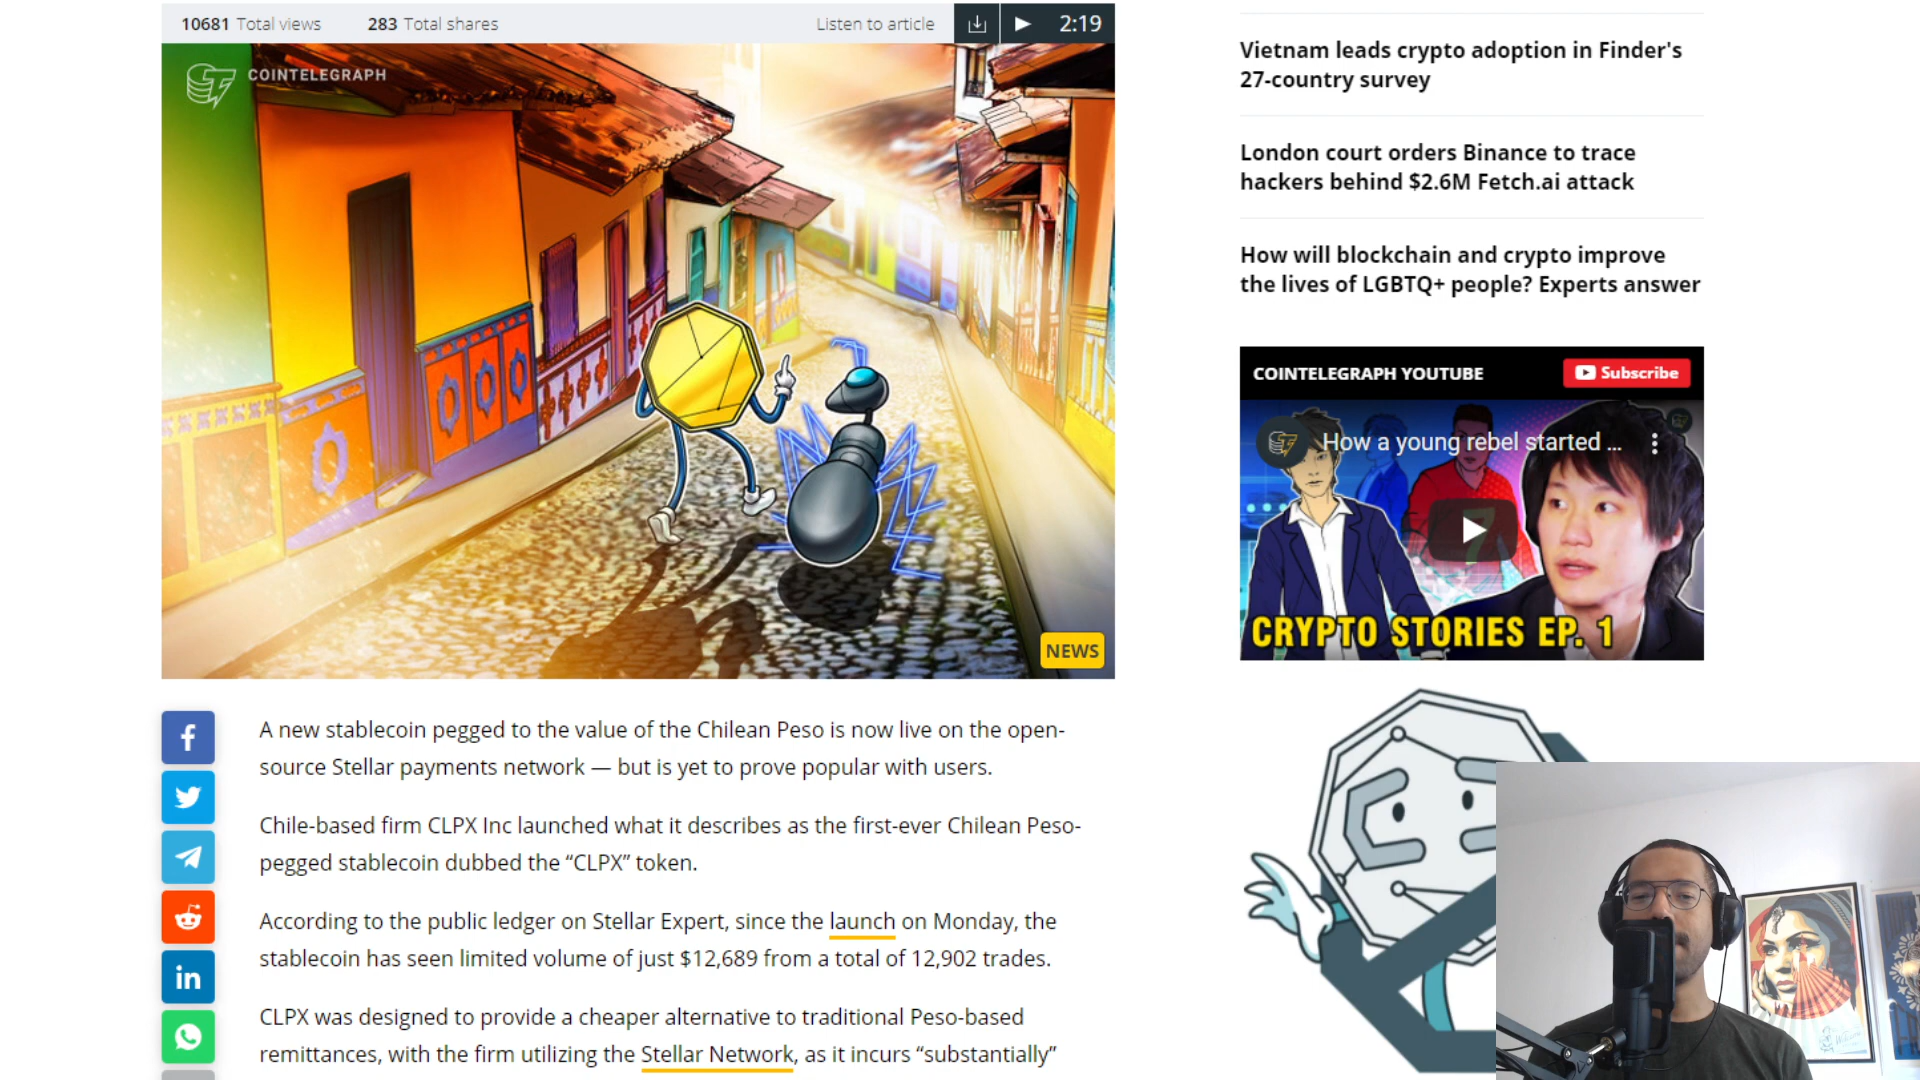 10681 Total views 283 Total shares Listen to article 2:19
COINTELEGRAPH
NEWS
A new stablecoin pegged to the value of the Chilean Peso is now live on the open-
source Stellar payments network — but is yet to prove popular with users.
Chile-based firm CLPX Inc launched what it describes as the first-ever Chilean Peso-
pegged stablecoin dubbed the “CLPX” token.
According to the public ledger on Stellar Expert, since the launch on Monday, the
stablecoin has seen limited volume of just $12,689 from a total of 12,902 trades.
CLPX was designed to provide a cheaper alternative to traditional Peso-based
remittances, with the firm utilizing the Stellar Network, as it incurs “substantially”
Vietnam leads crypto adoption in Finder's
27-country survey
London court orders Binance to trace
hackers behind $2.6M Fetch.ai attack
How will blockchain and crypto improve
the lives of LGBTQ+ people? Experts answer
COINTELEGRAPH YOUTUBE Subscribe
How a young rebel started ...
CRYPTO STORIES EP. 1